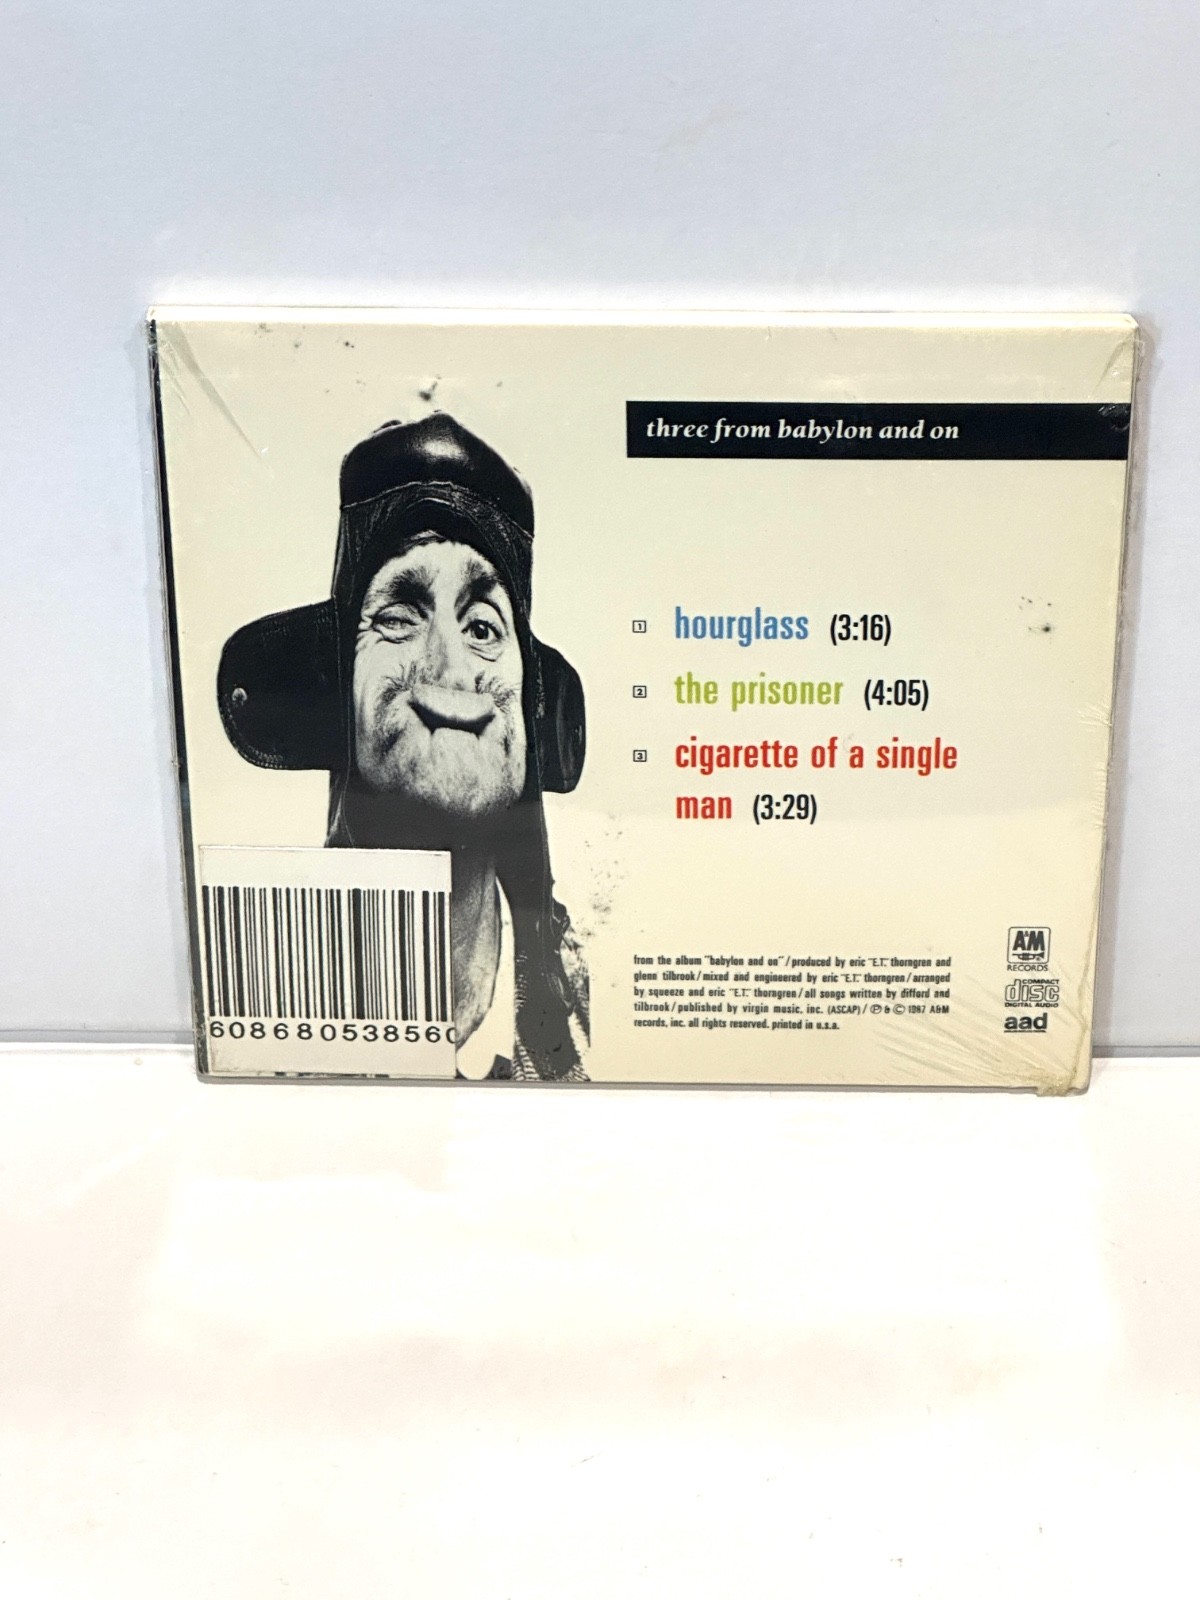 three from babylon and on
1 hourglass (3:16)
2 the prisoner (4:05)
3 cigarette of a single
man (3:29)
from the album "babylon and on"/produced by eric "E.T." thorngren and
glenn tilbrook/mixed and engineered by eric "E.T." thorngren/arranged
by squeeze and eric "E.T." thorngren/all songs written by difford and
tilbrook/published by virgin music, inc. (ASCAP)/℗ & © 1987 A&M
records, inc. all rights reserved. printed in u.s.a.
A&M
RECORDS
COMPACT
disc
DIGITAL AUDIO
aad
608680538560